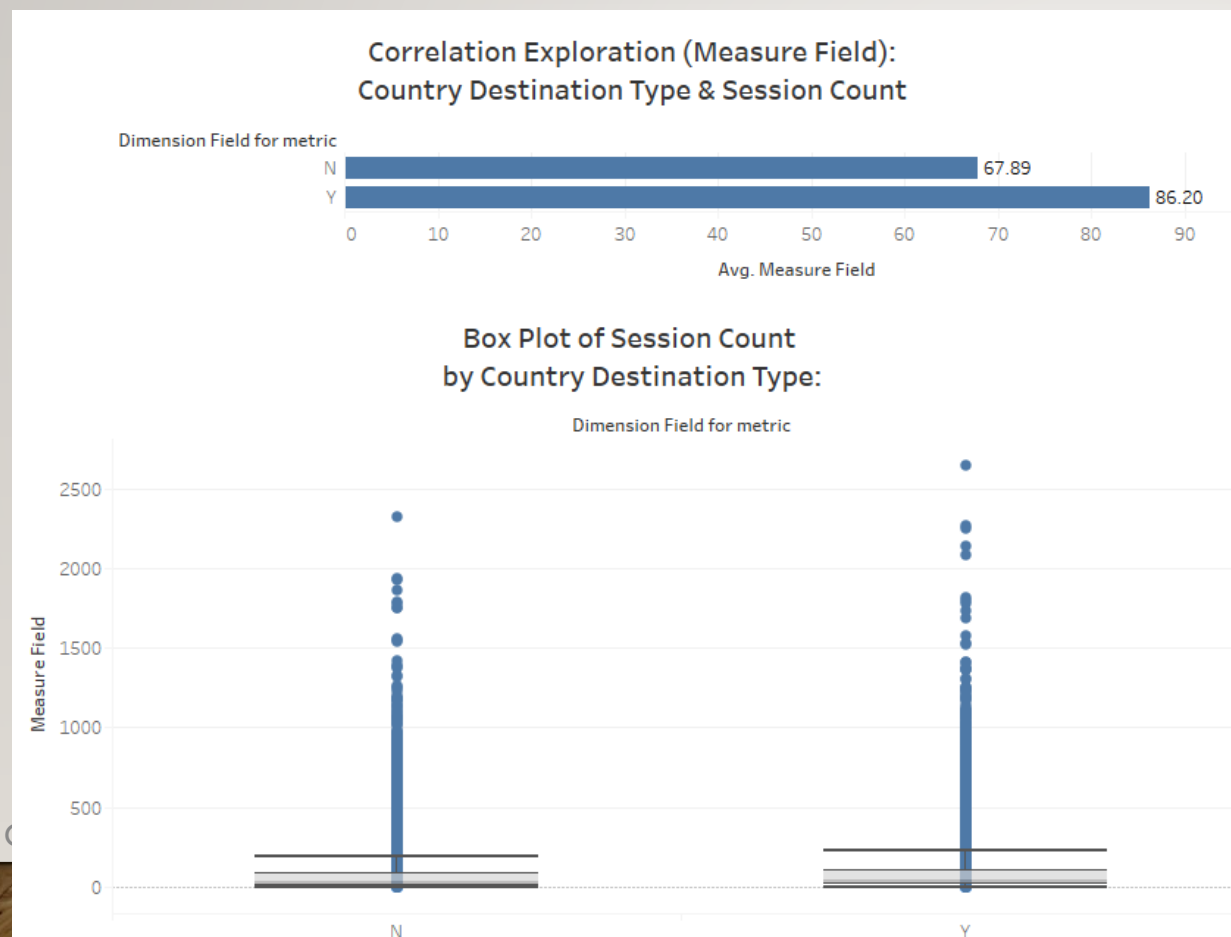 Correlation Exploration (Measure Field):
Country Destination Type & Session Count
Dimension Field for metric
N 67.89
Y 86.20
0 10 20 30 40 50 60 70 80 90
Avg. Measure Field
Box Plot of Session Count
by Country Destination Type:
Dimension Field for metric
2500
2000
1500
1000
500
0
Measure Field
N Y